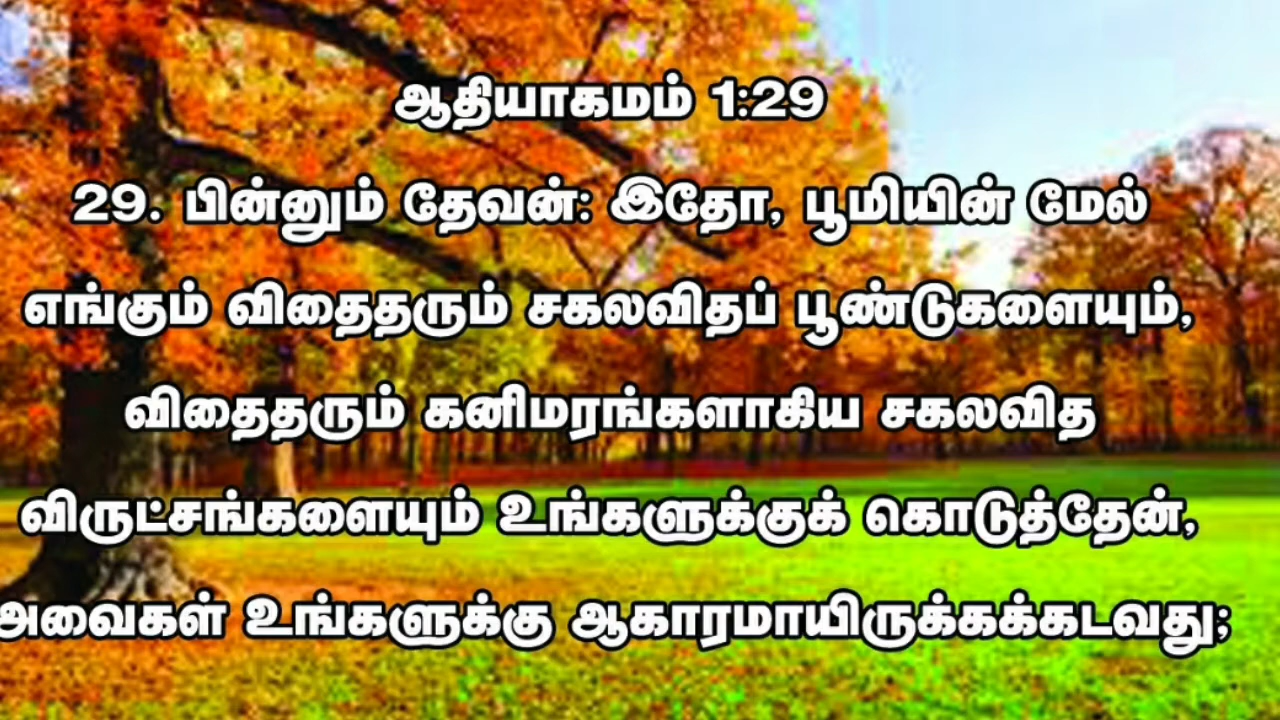 ஆதியாகமம் 1:29
29. பின்னும் தேவன்: இதோ, பூமியின் மேல்
எங்கும் விதைதரும் சகலவிதப் பூண்டுகளையும்,
விதைதரும் கனிமரங்களாகிய சகலவித
விருட்சங்களையும் உங்களுக்குக் கொடுத்தேன்,
அவைகள் உங்களுக்கு ஆகாரமாயிருக்கக்கடவது;